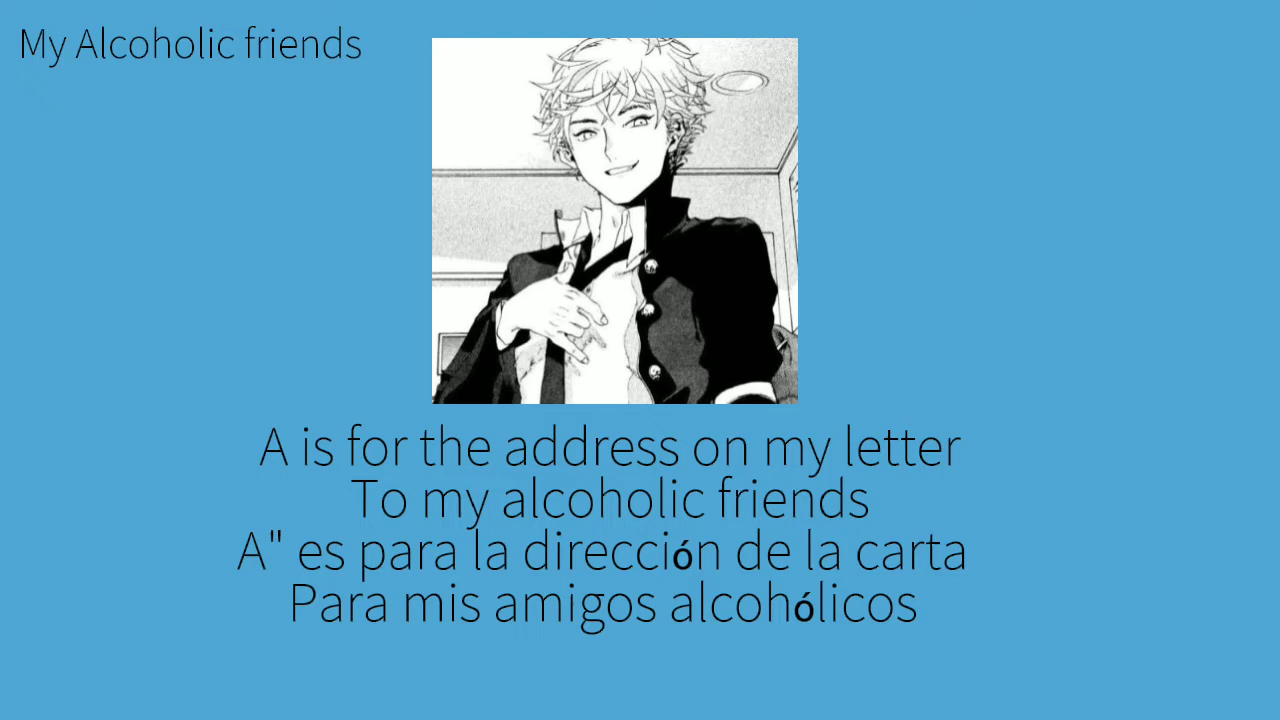 My Alcoholic friends
A is for the address on my letter
To my alcoholic friends
A" es para la dirección de la carta
Para mis amigos alcohólicos